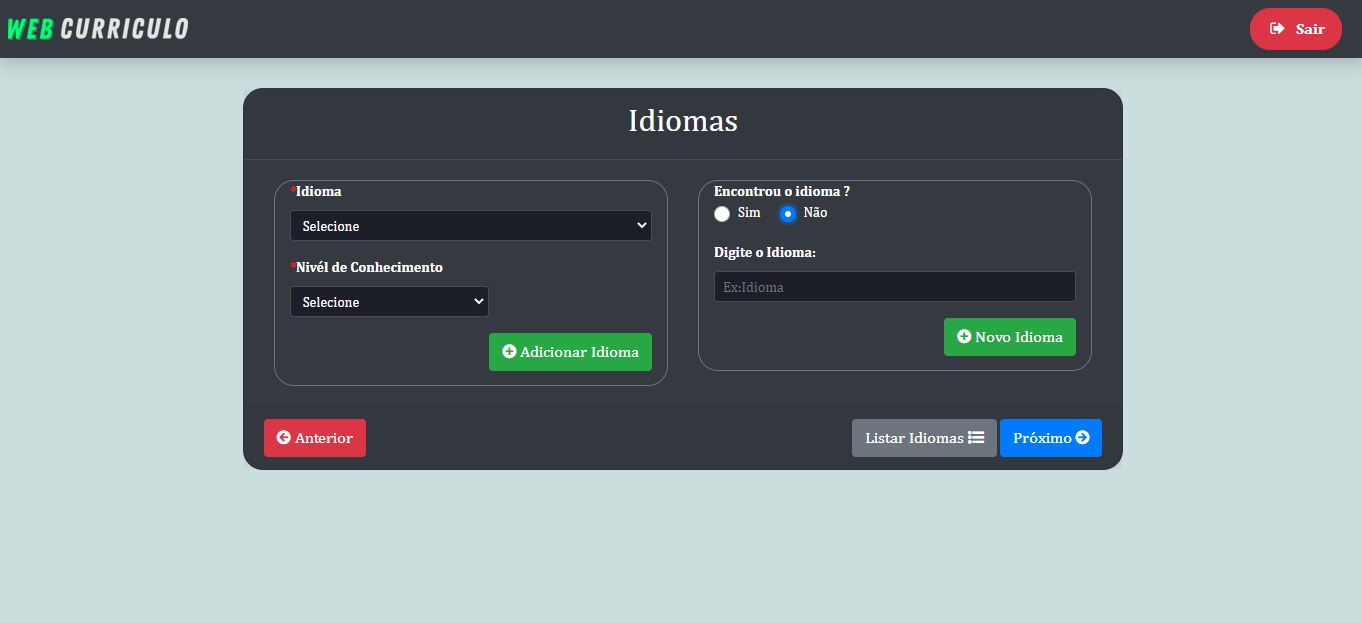 WEB CURRICULO
Sair
Idiomas
*Idioma
Selecione
*Nivél de Conhecimento
Selecione
Adicionar Idioma
Encontrou o idioma ?
Sim Não
Digite o Idioma:
Ex:Idioma
Novo Idioma
Anterior
Listar Idiomas
Próximo